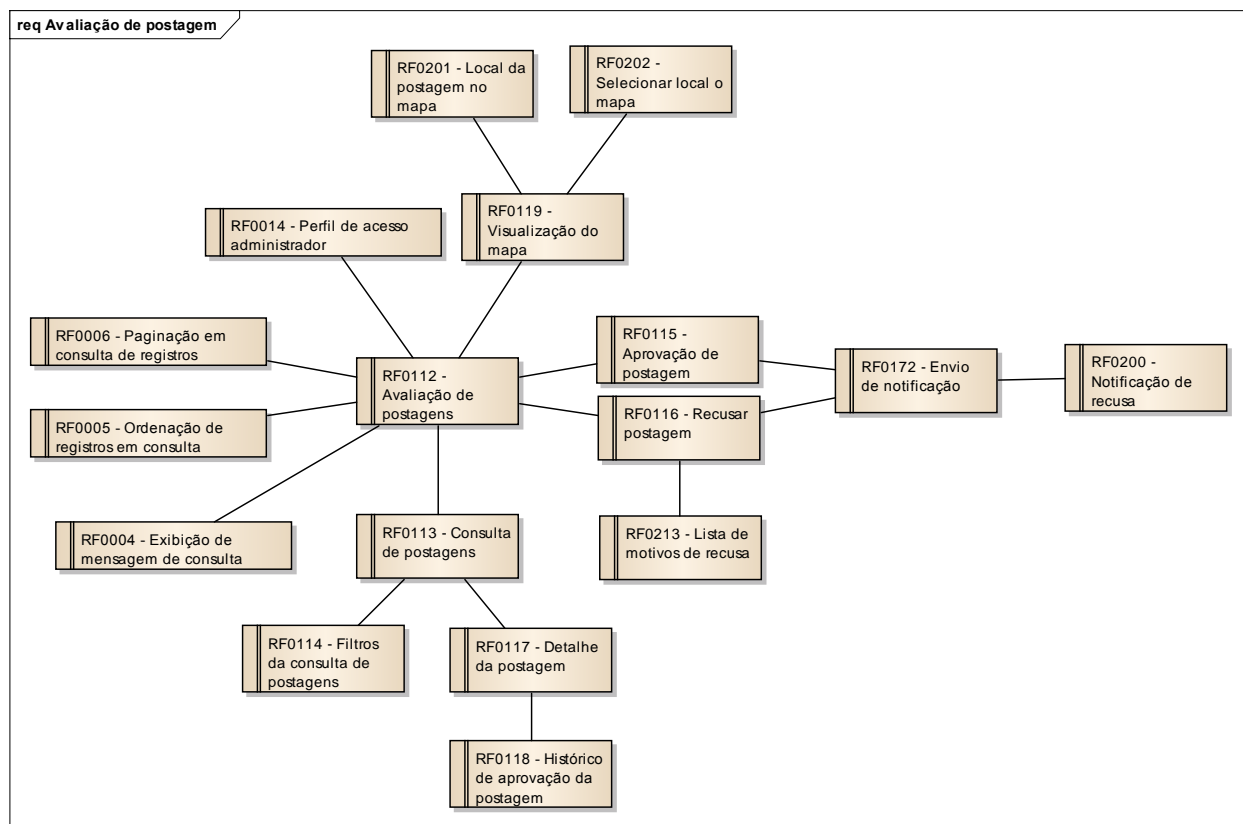 req Avaliação de postagem
RF0201 - Local da
postagem no
mapa
RF0202 -
Selecionar local o
mapa
RF0014 - Perfil de acesso
administrador
RF0119 -
Visualização do
mapa
RF0006 - Paginação em
consulta de registros
RF0112 -
Avaliação de
postagens
RF0115 -
Aprovação de
postagem
RF0172 - Envio
de notificação
RF0200 -
Notificação de
recusa
RF0005 - Ordenação de
registros em consulta
RF0116 - Recusar
postagem
RF0004 - Exibição de
mensagem de consulta
RF0113 - Consulta
de postagens
RF0213 - Lista de
motivos de recusa
RF0114 - Filtros
da consulta de
postagens
RF0117 - Detalhe
da postagem
RF0118 - Histórico
de aprovação da
postagem